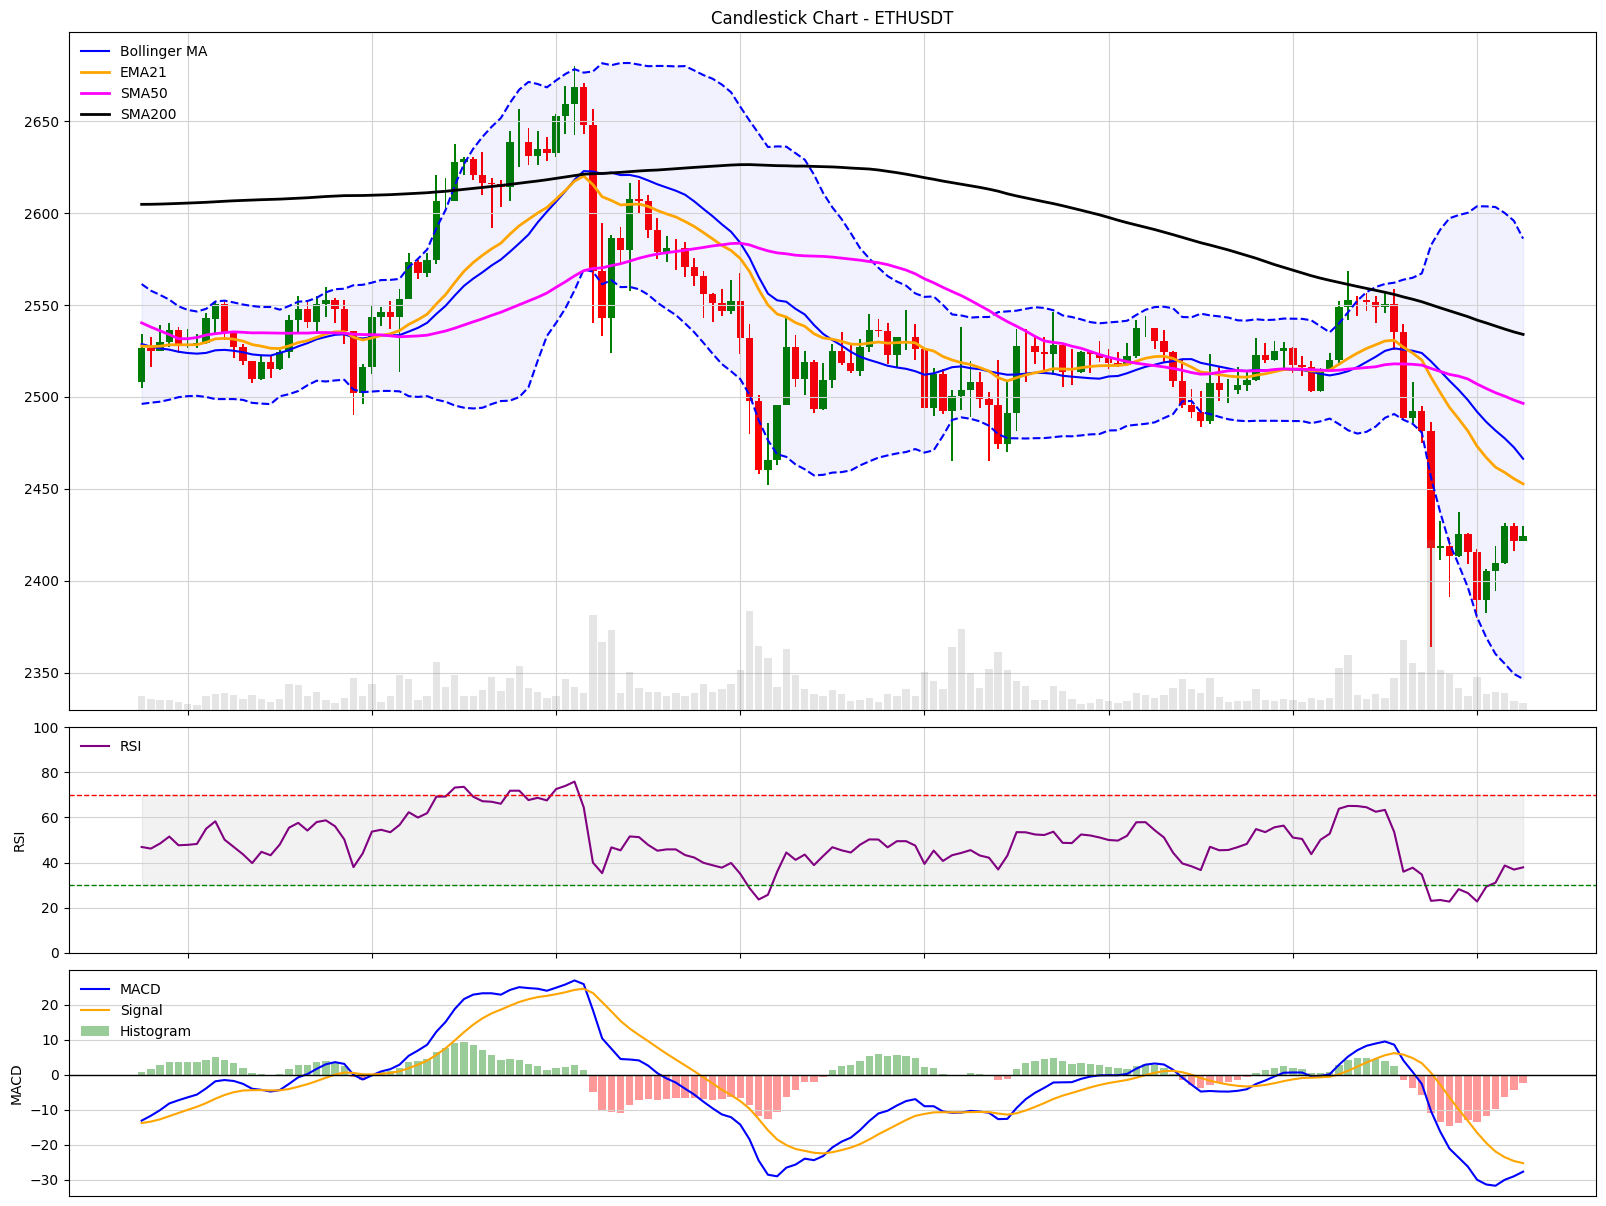 Candlestick Chart - ETHUSDT
Bollinger MA
EMA21
SMA50
SMA200
2650
2600
2550
2500
2450
2400
2350
RSI
100
80
60
40
20
0
RSI
MACD
Signal
Histogram
20
10
0
−10
−20
−30
MACD